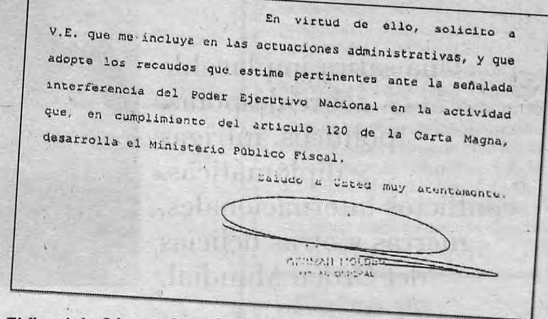 En virtud de ello, solicito a
V.E. que me incluya en las actuaciones administrativas, y que
adopte los recaudos que estime pertinentes ante la señalada
interferencia del Poder Ejecutivo Nacional en la actividad
que, en cumplimiento del artículo 120 de la Carta Magna,
desarrolla el Ministerio Público Fiscal.
Saludo a Usted muy atentamente.
GERMAN MOLDES